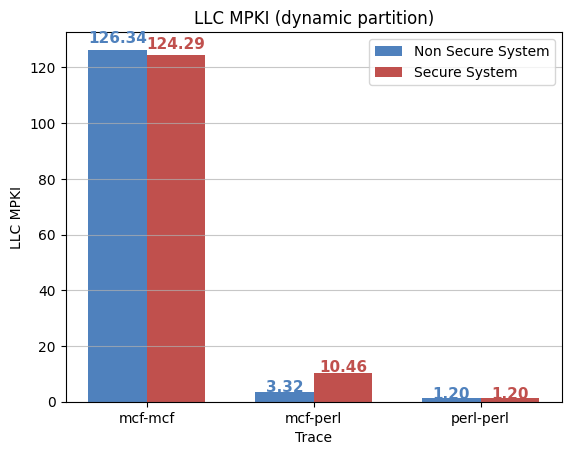 LLC MPKI (dynamic partition)
Non Secure System
Secure System
126.34
124.29
3.32
10.46
1.20
1.20
120
100
80
60
40
20
0
LLC MPKI
mcf-mcf
mcf-perl
perl-perl
Trace